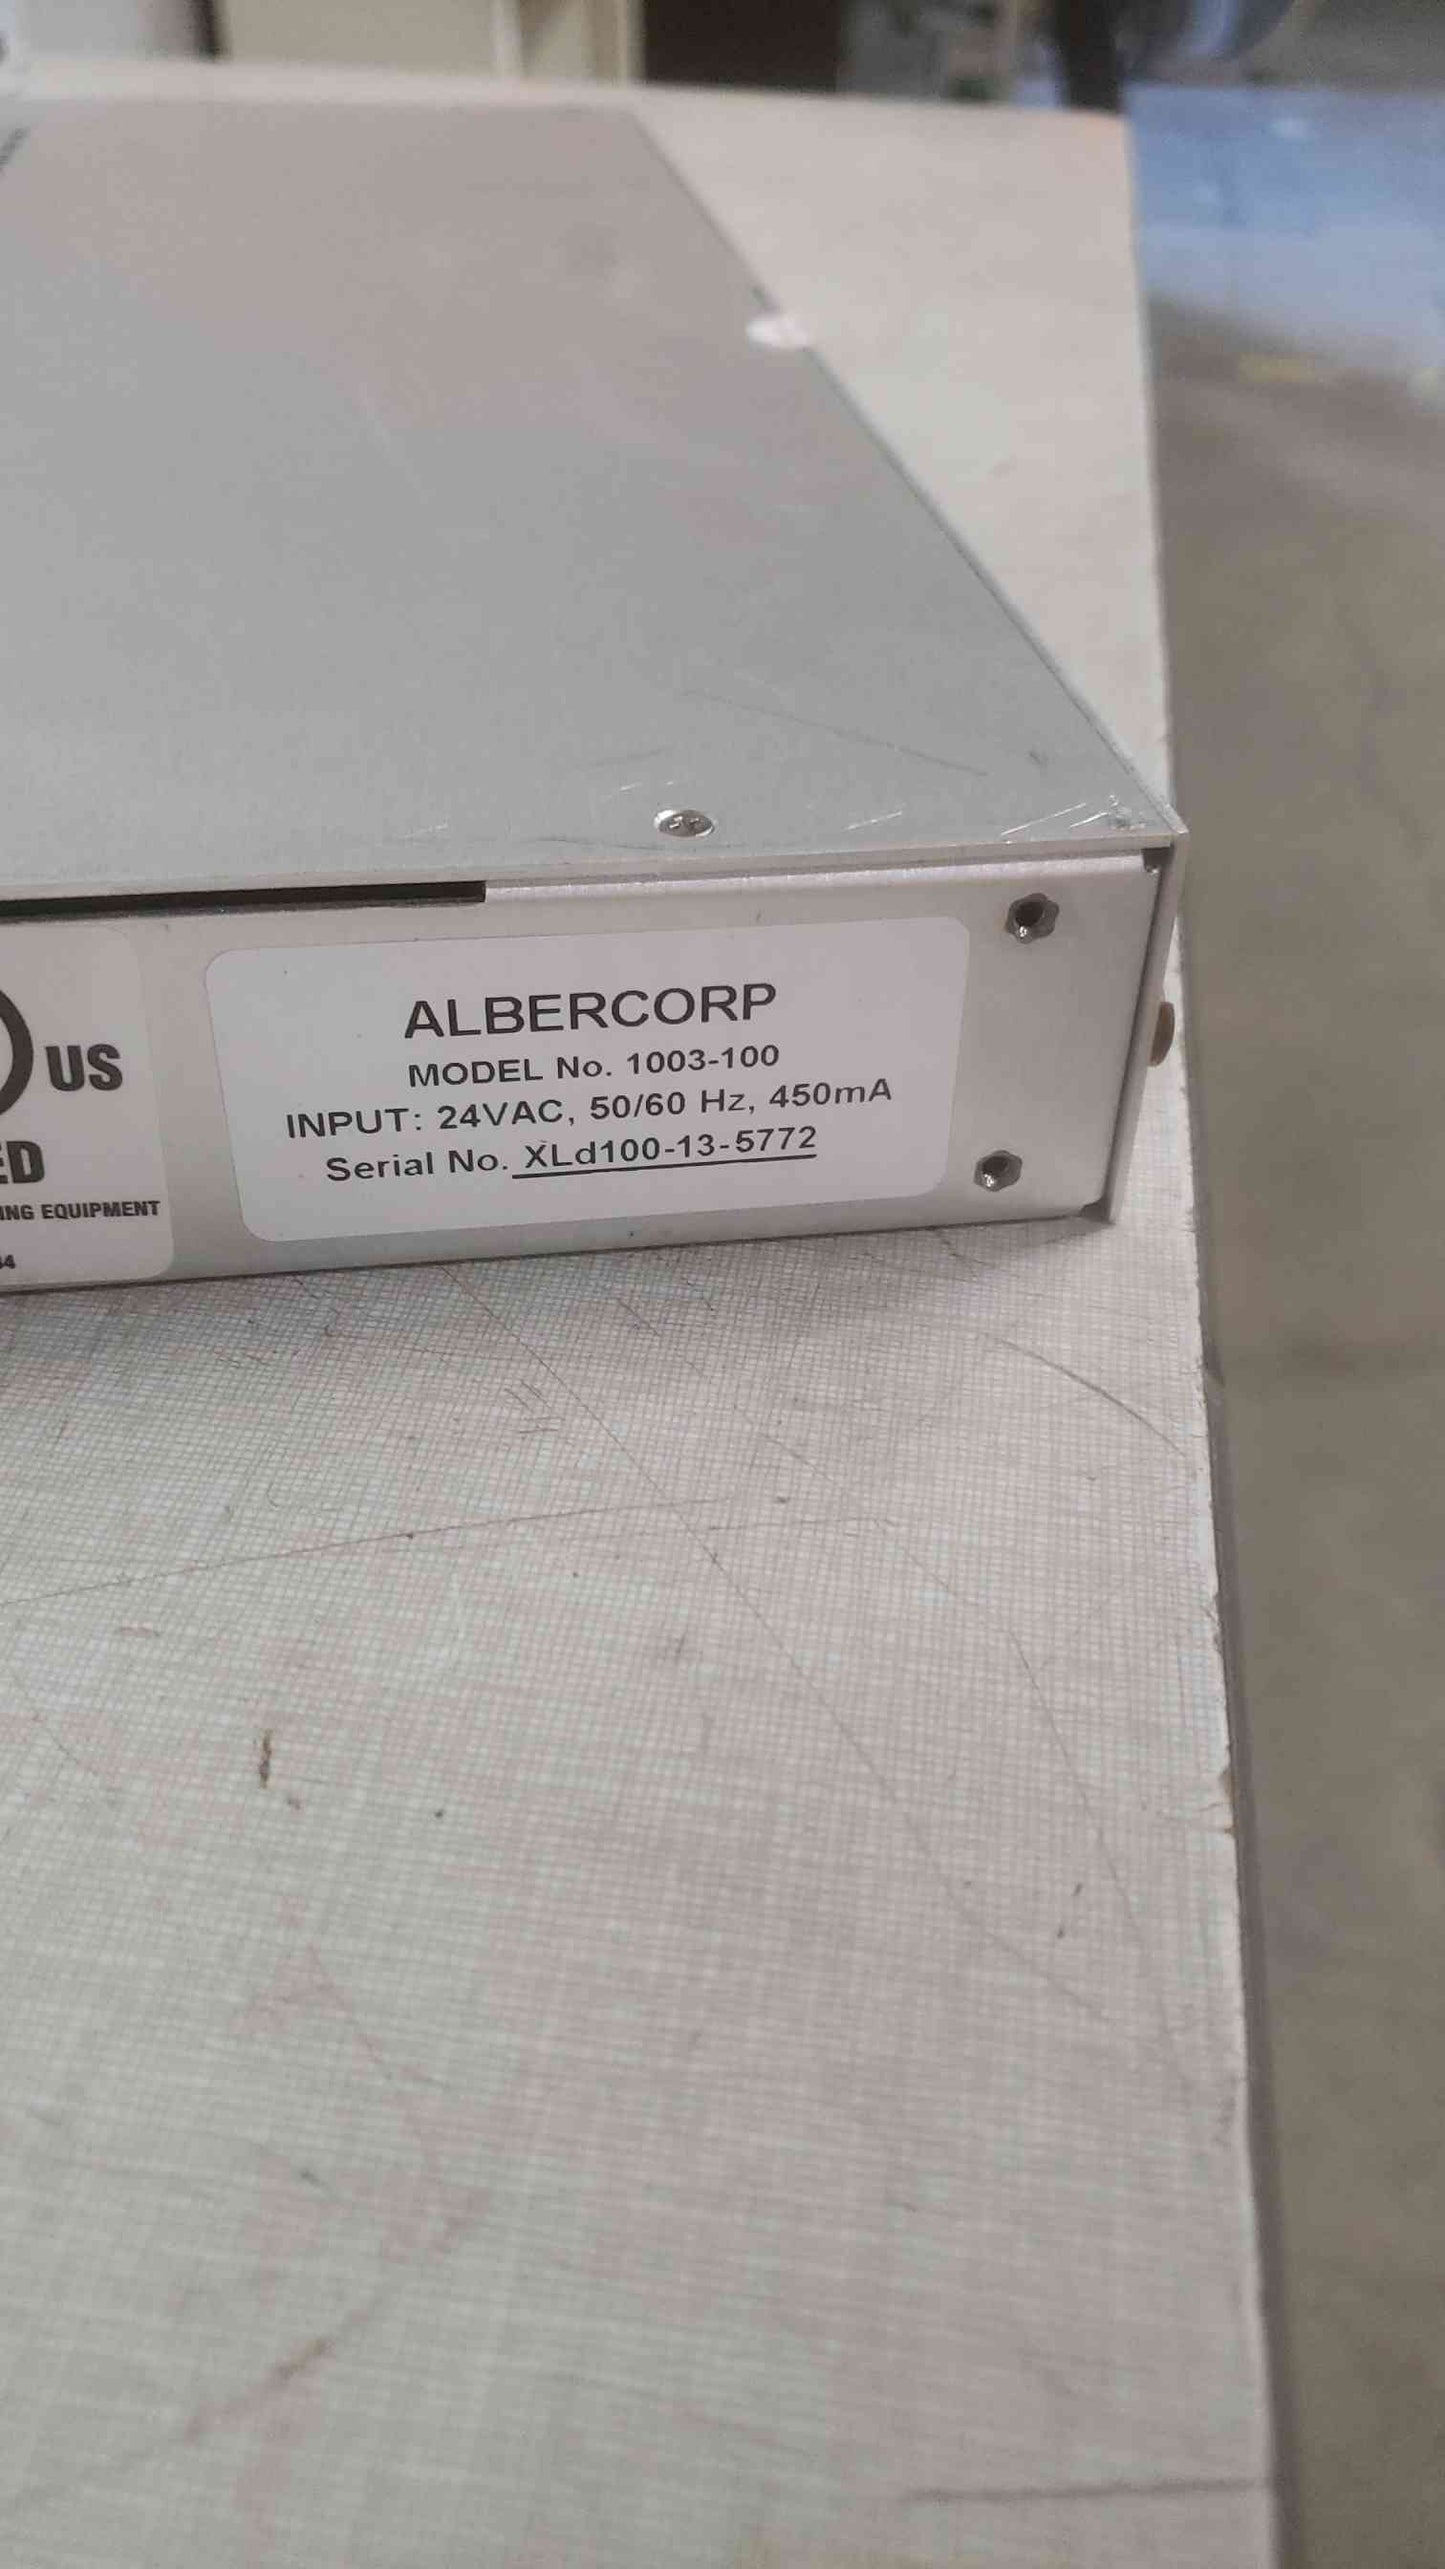 US
ED
ING EQUIPMENT
4
ALBERCORP
MODEL No. 1003-100
INPUT: 24VAC, 50/60 Hz, 450mA
Serial No. XLd100-13-5772